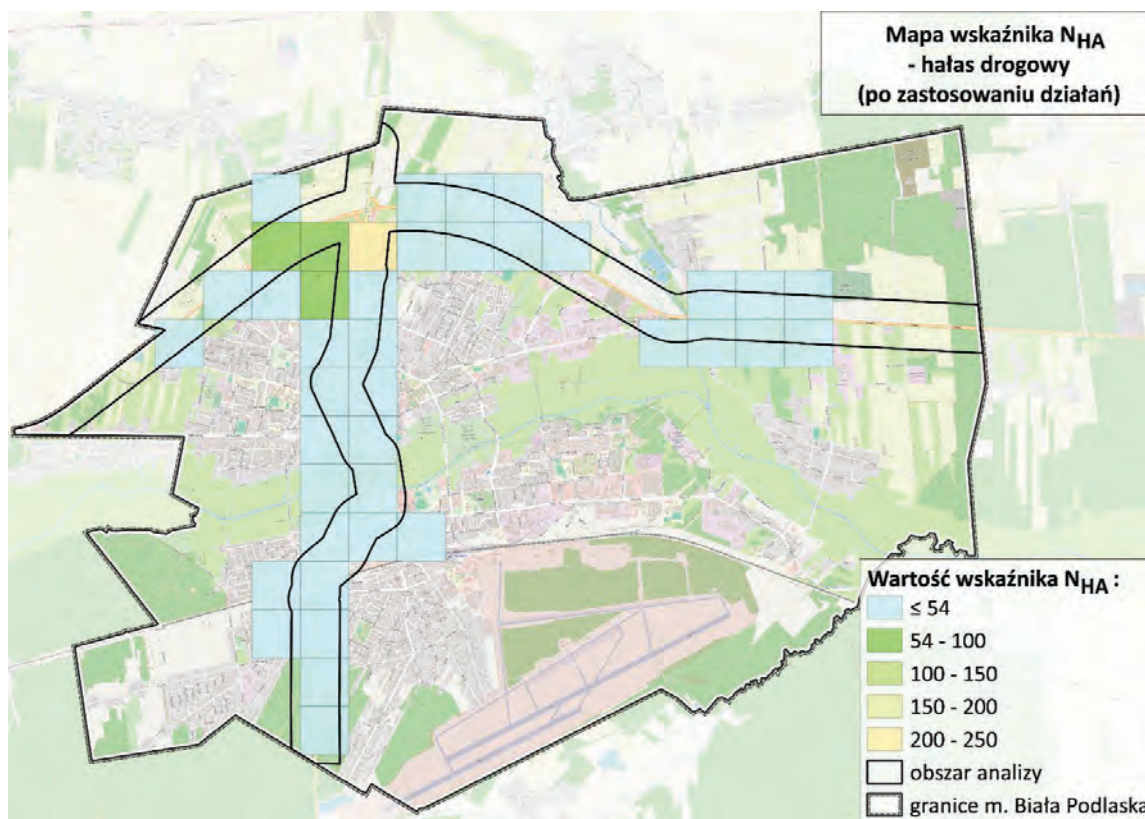 Mapa wskaźnika NHA
- hałas drogowy
(po zastosowaniu działań)
Wartość wskaźnika NHA :
≤ 54
54 - 100
100 - 150
150 - 200
200 - 250
obszar analizy
granice m. Biała Podlaska